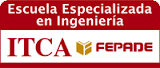 Escuela Especializada
en Ingeniería
ITCA FEPADE